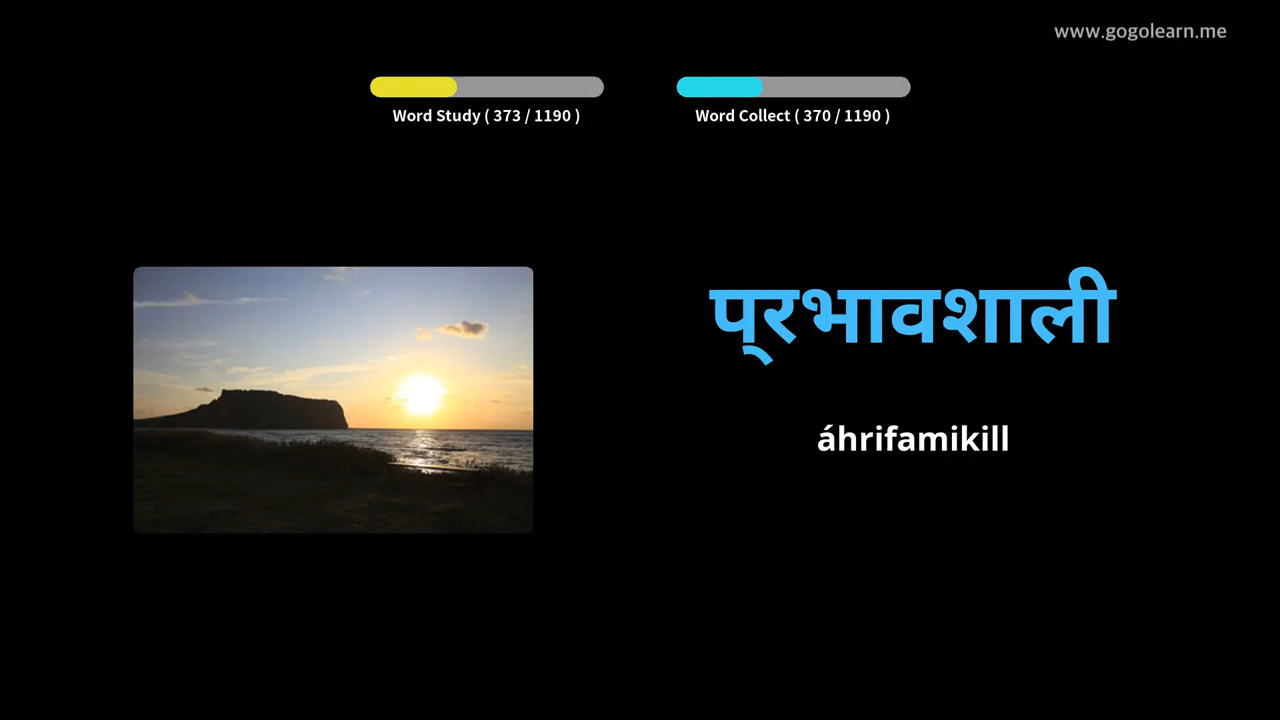 www.gogolearn.me
Word Study ( 373 / 1190 )
Word Collect ( 370 / 1190 )
प्रभावशाली
áhrifamikill